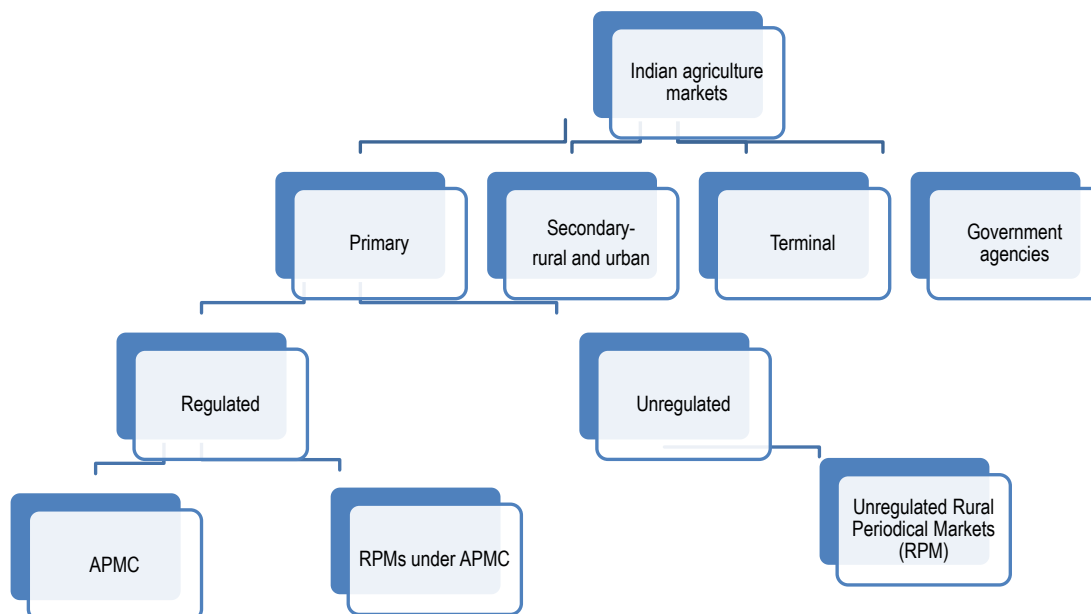 Indian agriculture
markets
Primary
Secondary-
rural and urban
Terminal
Government
agencies
Regulated
Unregulated
APMC
RPMs under APMC
Unregulated Rural
Periodical Markets
(RPM)